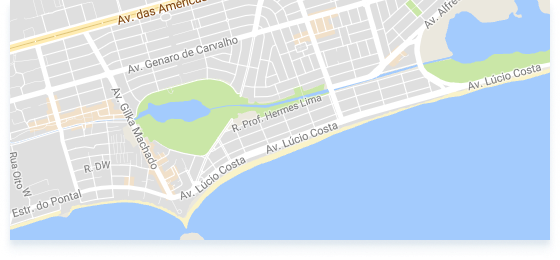 Av. das Américas
Av. Alfre
Av. Genaro de Carvalho
Av. Lúcio Costa
Av. Gilka Machado
R. Prof. Hermes Lima
Av. Lúcio Costa
Rua Oito W
R. DW
Av. Lúcio Costa
Estr. do Pontal